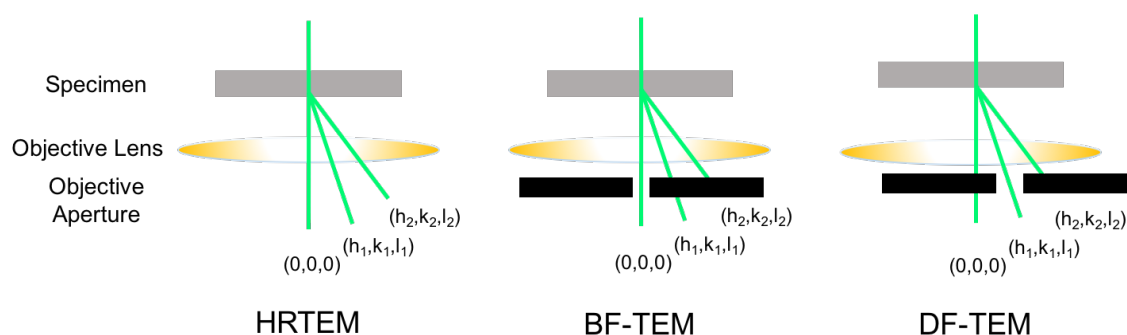 Specimen
Objective Lens
Objective
Aperture
(h₂,k₂,l₂)
(h₁,k₁,l₁)
(0,0,0)
HRTEM
(h₂,k₂,l₂)
(h₁,k₁,l₁)
(0,0,0)
BF-TEM
(h₂,k₂,l₂)
(h₁,k₁,l₁)
(0,0,0)
DF-TEM